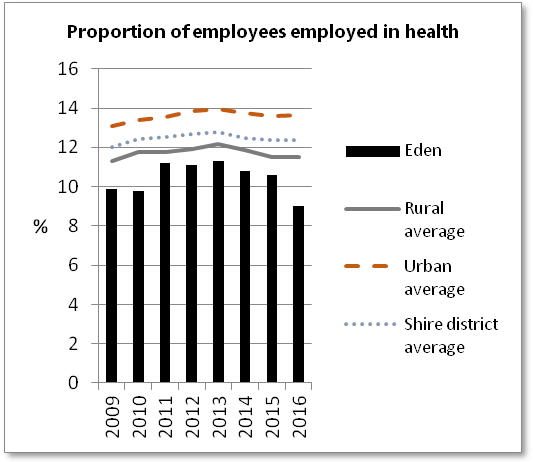 Proportion of employees employed in health
16
14
12
10
8
6
4
2
0
%
2009
2010
2011
2012
2013
2014
2015
2016
Eden
Rural
average
Urban
average
Shire district
average